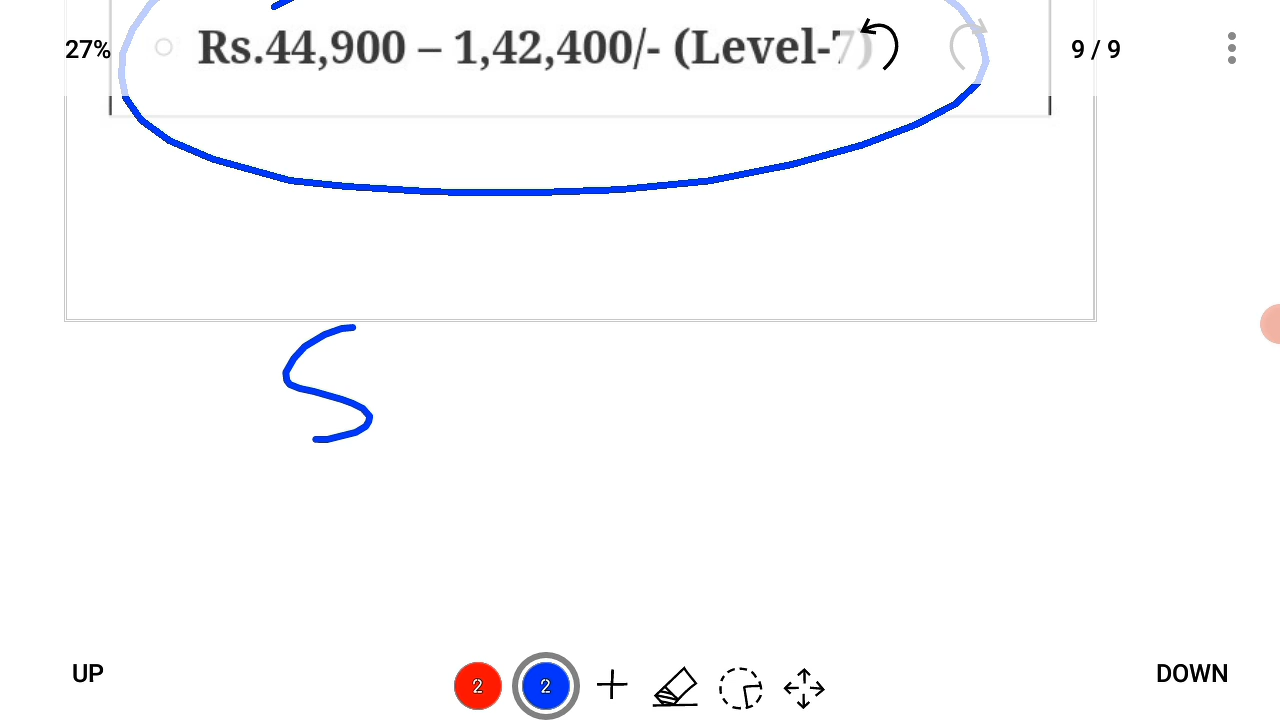 27% Rs.44,900 – 1,42,400/- (Level-7) 9 / 9
S
UP 2 2 DOWN